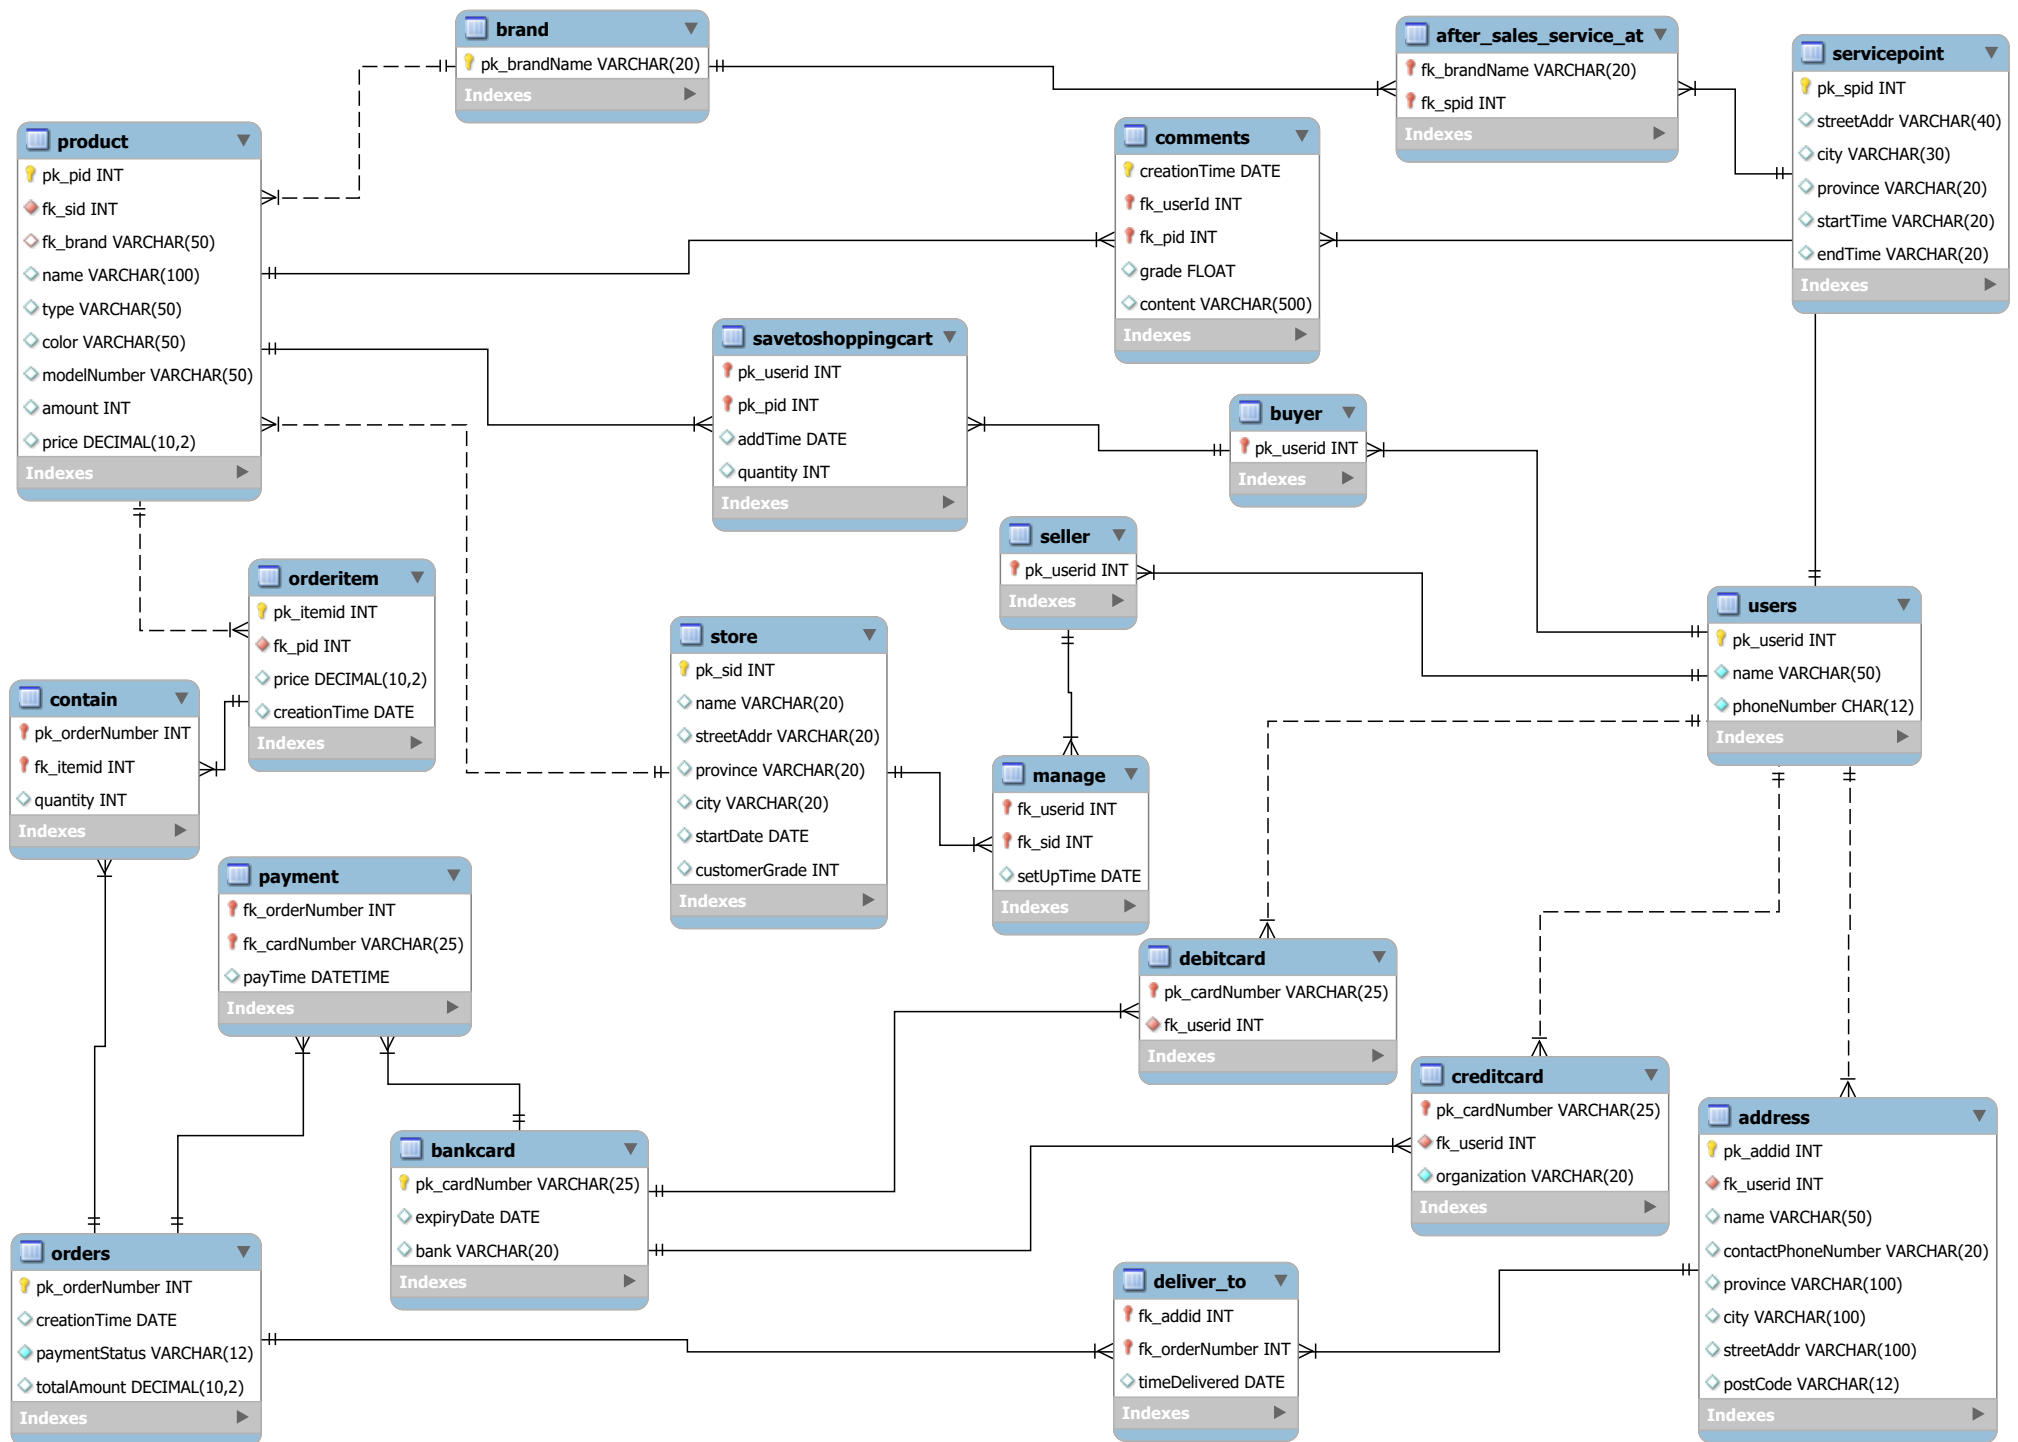 brand
pk_brandName VARCHAR(20)
Indexes
after_sales_service_at
fk_brandName VARCHAR(20)
fk_spid INT
Indexes
servicepoint
pk_spid INT
streetAddr VARCHAR(40)
city VARCHAR(30)
province VARCHAR(20)
startTime VARCHAR(20)
endTime VARCHAR(20)
Indexes
product
pk_pid INT
fk_sid INT
fk_brand VARCHAR(50)
name VARCHAR(100)
type VARCHAR(50)
color VARCHAR(50)
modelNumber VARCHAR(50)
amount INT
price DECIMAL(10,2)
Indexes
comments
creationTime DATE
fk_userId INT
fk_pid INT
grade FLOAT
content VARCHAR(500)
Indexes
savetoshoppingcart
pk_userid INT
pk_pid INT
addTime DATE
quantity INT
Indexes
buyer
pk_userid INT
Indexes
seller
pk_userid INT
Indexes
orderitem
pk_itemid INT
fk_pid INT
price DECIMAL(10,2)
creationTime DATE
Indexes
users
pk_userid INT
name VARCHAR(50)
phoneNumber CHAR(12)
Indexes
store
pk_sid INT
name VARCHAR(20)
streetAddr VARCHAR(20)
province VARCHAR(20)
city VARCHAR(20)
startDate DATE
customerGrade INT
Indexes
contain
pk_orderNumber INT
fk_itemid INT
quantity INT
Indexes
manage
fk_userid INT
fk_sid INT
setUpTime DATE
Indexes
payment
fk_orderNumber INT
fk_cardNumber VARCHAR(25)
payTime DATETIME
Indexes
debitcard
pk_cardNumber VARCHAR(25)
fk_userid INT
Indexes
creditcard
pk_cardNumber VARCHAR(25)
fk_userid INT
organization VARCHAR(20)
Indexes
address
pk_addid INT
fk_userid INT
name VARCHAR(50)
contactPhoneNumber VARCHAR(20)
province VARCHAR(100)
city VARCHAR(100)
streetAddr VARCHAR(100)
postCode VARCHAR(12)
Indexes
bankcard
pk_cardNumber VARCHAR(25)
expiryDate DATE
bank VARCHAR(20)
Indexes
orders
pk_orderNumber INT
creationTime DATE
paymentStatus VARCHAR(12)
totalAmount DECIMAL(10,2)
Indexes
deliver_to
fk_addid INT
fk_orderNumber INT
timeDelivered DATE
Indexes